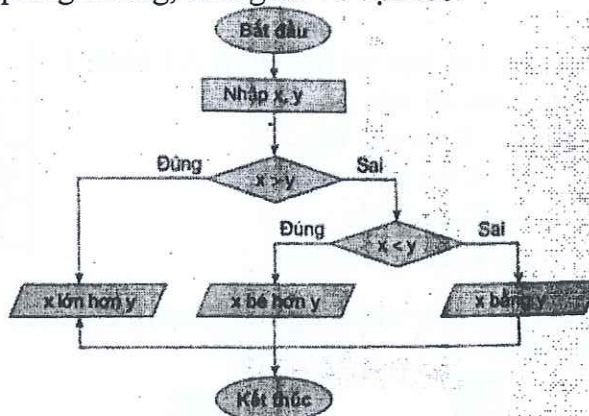 Bắt đầu
Nhập x, y
Đúng
x > y
Sai
Đúng
x < y
Sai
x lớn hơn y
x bé hơn y
x bằng y
Kết thúc